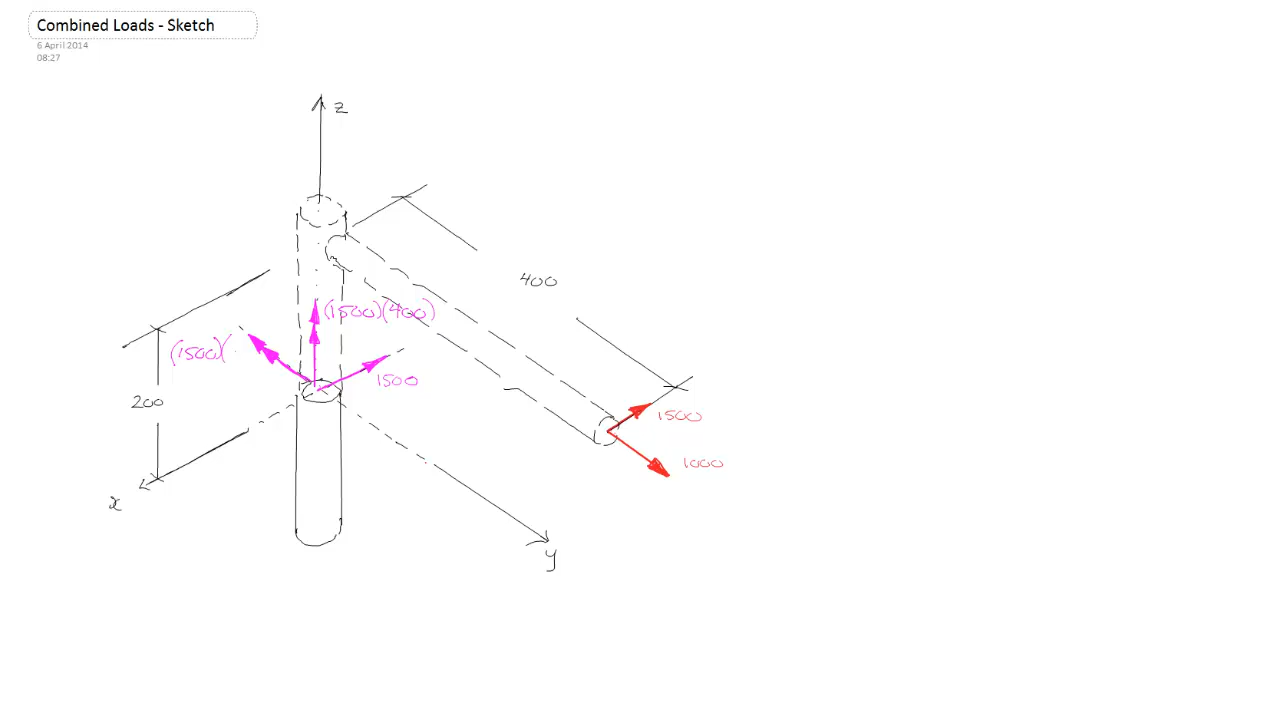 Combined Loads - Sketch
6 April 2014
08:27
z
400
(1500)(400)
(1500)(
1500
200
1500
1000
x
y